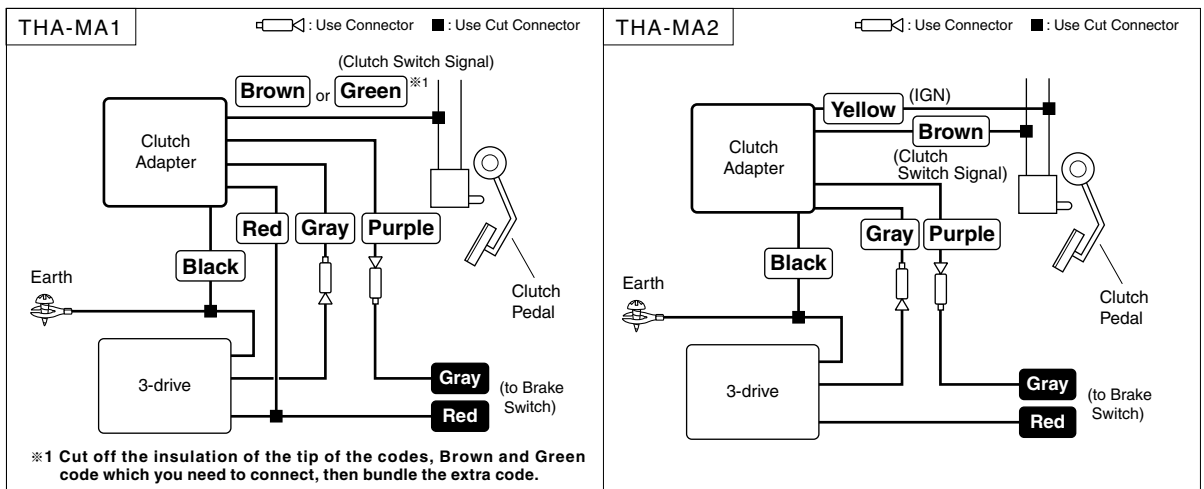 THA-MA1
: Use Connector ■: Use Cut Connector
(Clutch Switch Signal)
Brown or Green ※1
Clutch
Adapter
Red Gray Purple
Black
Earth
Clutch
Pedal
3-drive
Gray
Red
(to Brake
Switch)
※1 Cut off the insulation of the tip of the codes, Brown and Green
code which you need to connect, then bundle the extra code.
THA-MA2
: Use Connector ■: Use Cut Connector
Yellow (IGN)
Brown
(Clutch
Switch Signal)
Clutch
Adapter
Gray Purple
Black
Earth
Clutch
Pedal
3-drive
Gray
Red
(to Brake
Switch)